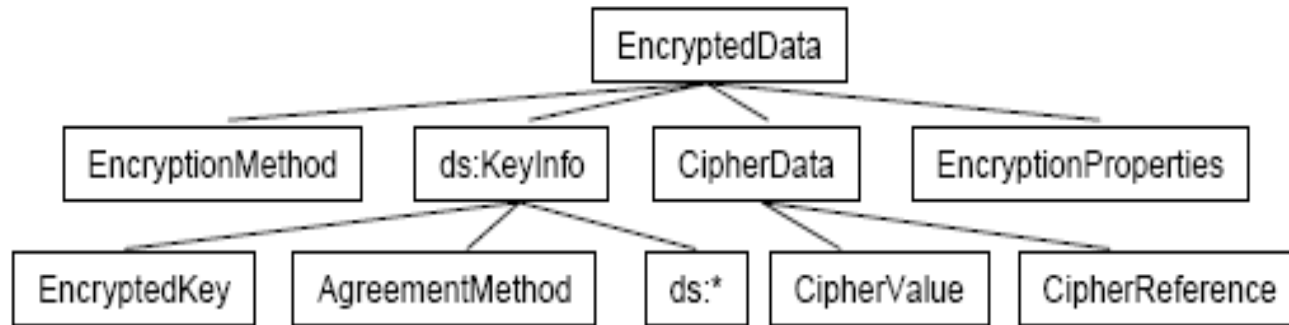 EncryptedData
EncryptionMethod ds:KeyInfo CipherData EncryptionProperties
EncryptedKey AgreementMethod ds:* CipherValue CipherReference